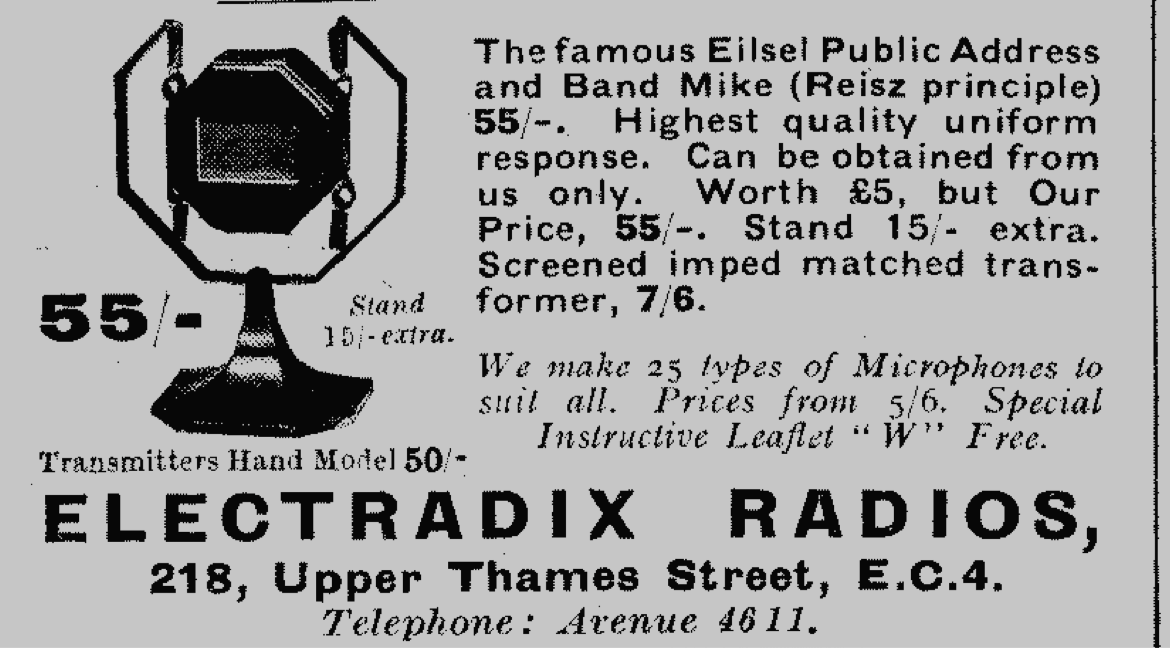 The famous Eilsel Public Address
and Band Mike (Reisz principle)
55/-. Highest quality uniform
response. Can be obtained from
us only. Worth £5, but Our
Price, 55/-. Stand 15/- extra.
Screened imped matched trans-
former, 7/6.
55/-
Stand
15/- extra.
We make 25 types of Microphones to
suit all. Prices from 5/6. Special
Instructive Leaflet "W" Free.
Transmitters Hand Model 50/-
ELECTRADIX RADIOS,
218, Upper Thames Street, E.C.4.
Telephone: Avenue 4611.